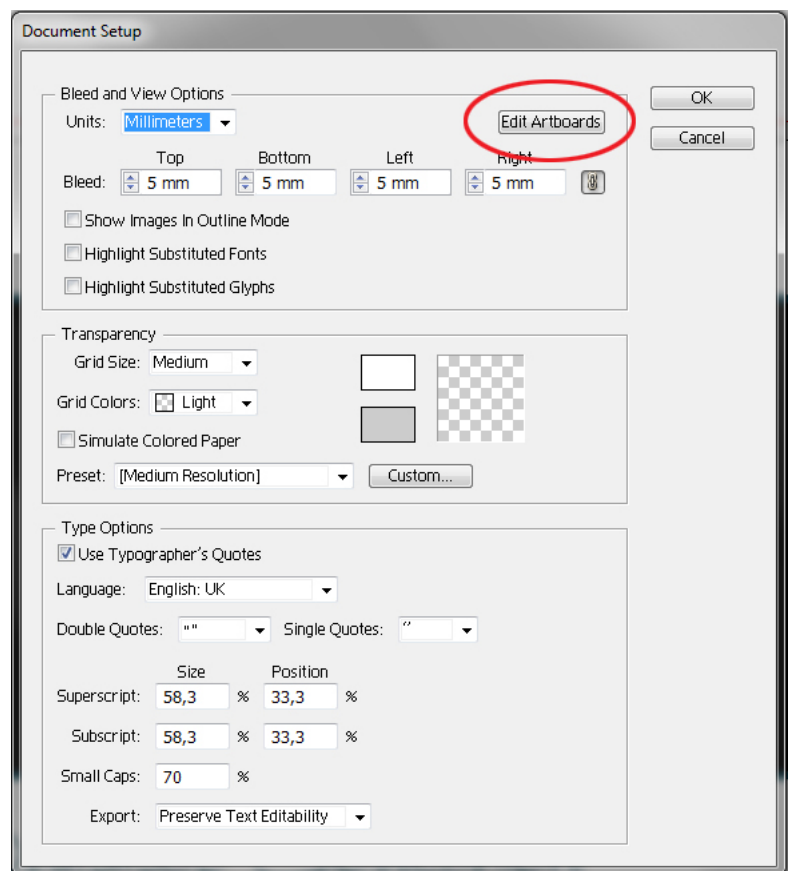 Document Setup
Bleed and View Options
Units: Millimeters
Edit Artboards
OK
Cancel
Top Bottom Left Right
Bleed: 5 mm 5 mm 5 mm 5 mm
Show Images In Outline Mode
Highlight Substituted Fonts
Highlight Substituted Glyphs
Transparency
Grid Size: Medium
Grid Colors: Light
Simulate Colored Paper
Preset: [Medium Resolution] Custom...
Type Options
Use Typographer's Quotes
Language: English: UK
Double Quotes: "" Single Quotes: ‘’
Size Position
Superscript: 58,3 % 33,3 %
Subscript: 58,3 % 33,3 %
Small Caps: 70 %
Export: Preserve Text Editability